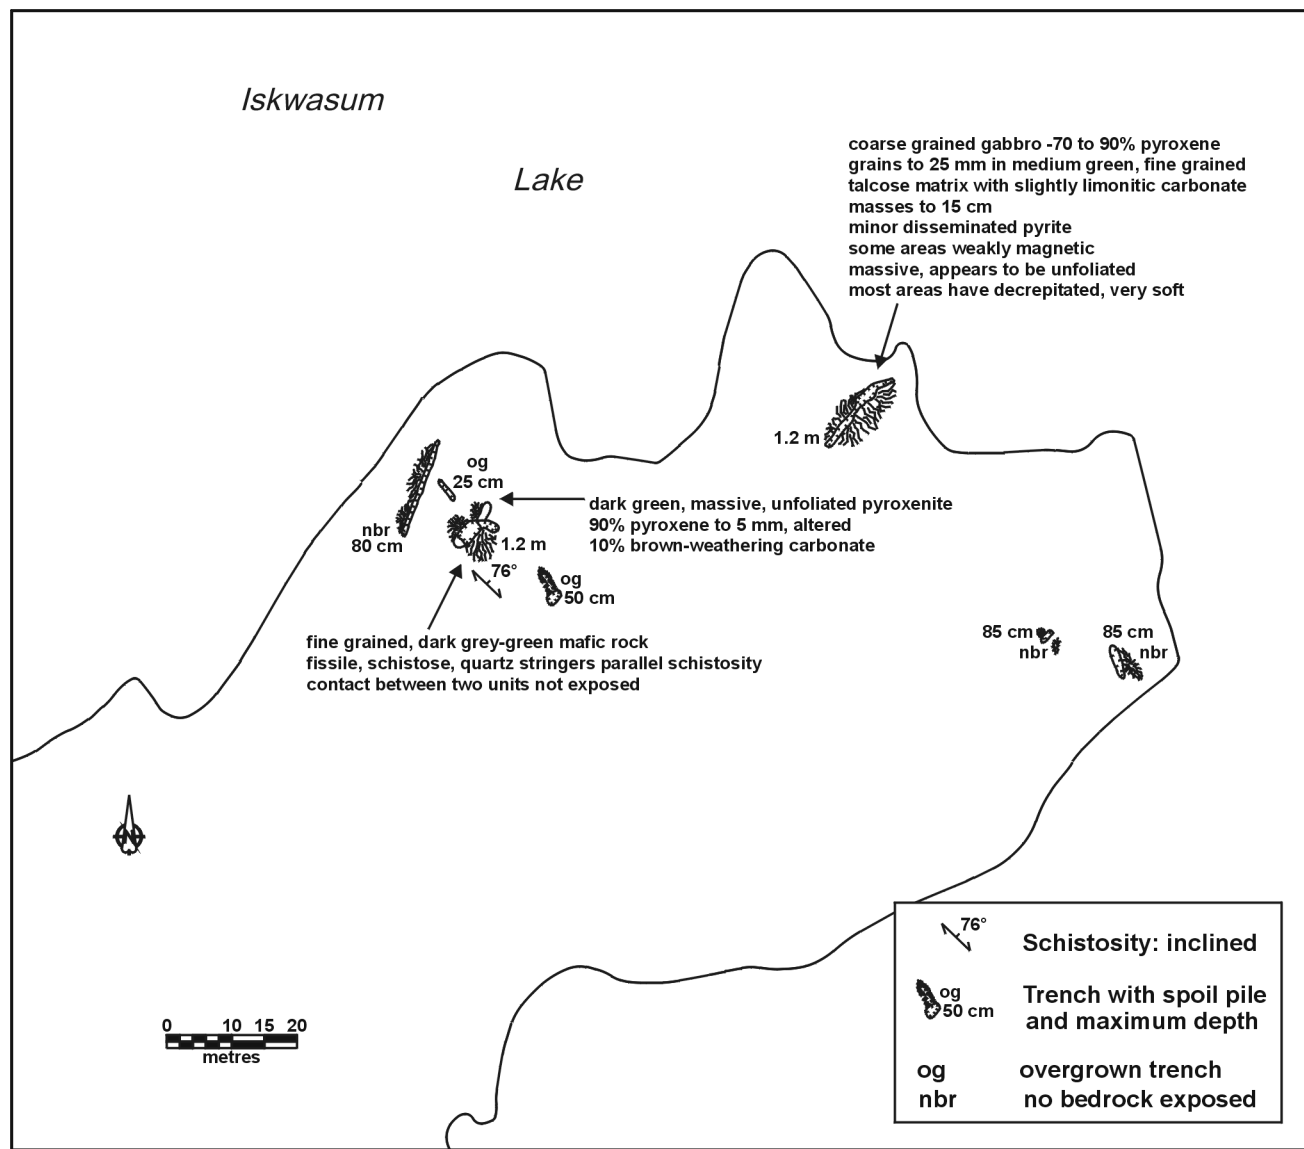 Iskwasum
Lake
coarse grained gabbro -70 to 90% pyroxene
grains to 25 mm in medium green, fine grained
talcose matrix with slightly limonitic carbonate
masses to 15 cm
minor disseminated pyrite
some areas weakly magnetic
massive, appears to be unfoliated
most areas have decrepitated, very soft
1.2 m
og
25 cm
nbr
80 cm
dark green, massive, unfoliated pyroxenite
90% pyroxene to 5 mm, altered
10% brown-weathering carbonate
1.2 m
76°
og
50 cm
fine grained, dark grey-green mafic rock
fissile, schistose, quartz stringers parallel schistosity
contact between two units not exposed
85 cm
nbr
85 cm
nbr
N
0 10 15 20
metres
76°
Schistosity: inclined
og
50 cm
Trench with spoil pile
and maximum depth
og overgrown trench
nbr no bedrock exposed